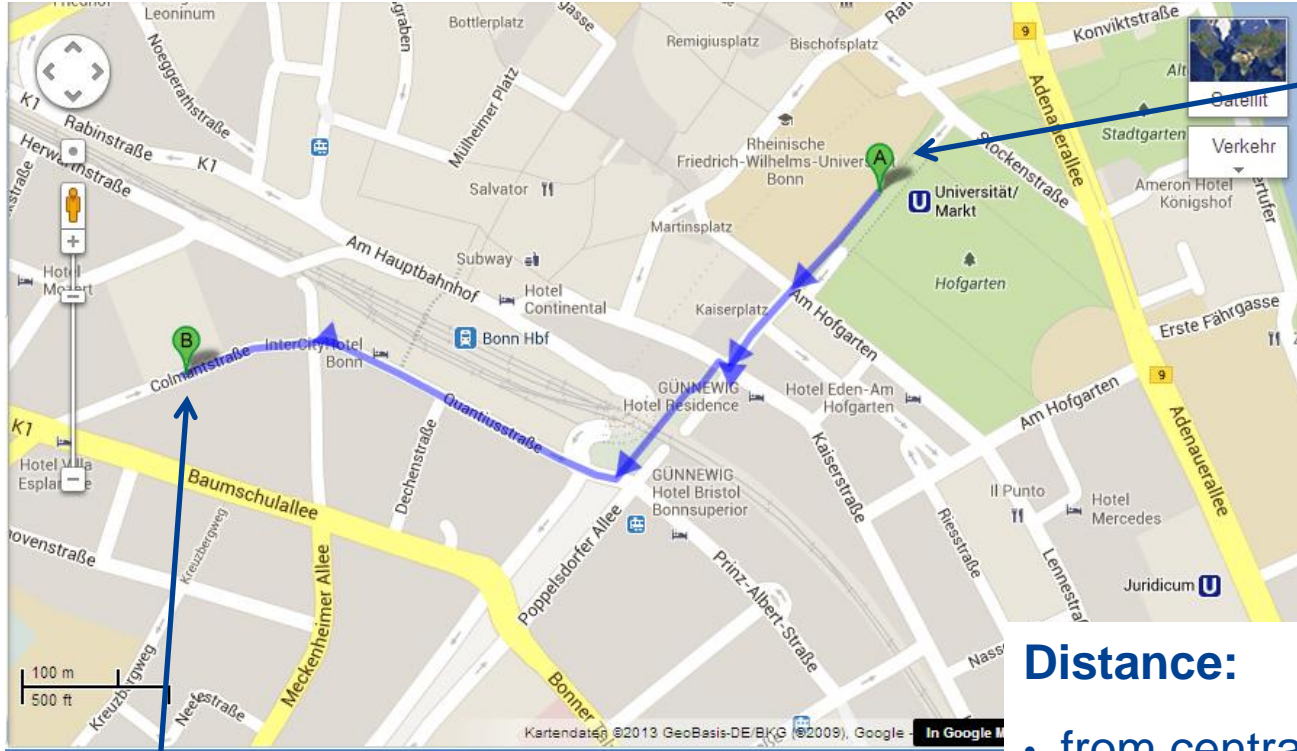 Leoninum
Noeggerathstraße
Bottlerplatz
Remigiusplatz
Bischofsplatz
9
Konviktstraße
Satellit
Verkehr
K1
Rabinstraße
K1
Herwarthstraße
Mülheimer Platz
Rheinische
Friedrich-Wilhelms-Univers
Bonn
A
Stockenstraße
Stadtgarten
Adenauerallee
Salvator
U Universität/
Markt
Ameron Hotel
Königshof
Martinsplatz
Am Hauptbahnhof
Subway
Hotel
Continental
Kaiserplatz
Hofgarten
Am Hofgarten
Erste Fährgasse
B
InterCityHotel
Bonn
Bonn Hbf
Colmantstraße
GÜNNEWIG
Hotel Residence
Hotel Eden-Am
Hofgarten
Am Hofgarten
9
Adenauerallee
K1
Quantiusstraße
Dechenstraße
Kaiserstraße
Baumschulallee
GÜNNEWIG
Hotel Bristol
Bonnsuperior
Il Punto
Hotel
Mercedes
Kreuzbergweg
Meckenheimer Allee
Poppelsdorfer Allee
Prinz-Albert-Straße
Riesstraße
Juridicum U
100 m
500 ft
Kreuzbergweg
Bonner
Kartendaten ©2013 GeoBasis-DE/BKG (©2009), Google -
In Google M
Distance:
• from centra